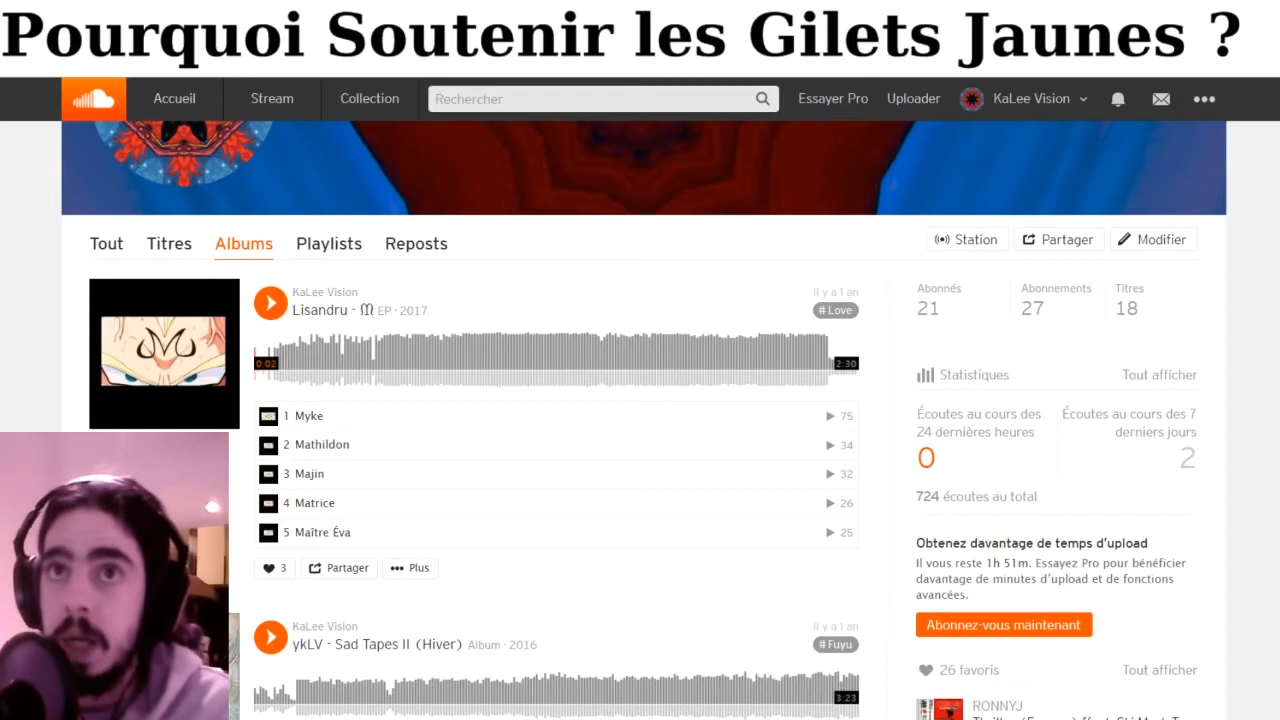 Pourquoi Soutenir les Gilets Jaunes ?
Accueil
Stream
Collection
Rechercher
Essayer Pro
Uploader
KaLee Vision
Tout
Titres
Albums
Playlists
Reposts
Station
Partager
Modifier
KaLee Vision
il y a 1 an
Lisandru - ᙢ EP · 2017
# Love
0:02
2:30
1 Myke
75
2 Mathildon
34
3 Majin
32
4 Matrice
26
5 Maître Éva
25
3
Partager
Plus
KaLee Vision
il y a 1 an
ykLV - Sad Tapes II (Hiver) Album · 2016
# Fuyu
3:23
Abonnés
21
Abonnements
27
Titres
18
Statistiques
Tout afficher
Écoutes au cours des
24 dernières heures
0
Écoutes au cours des 7
derniers jours
2
724 écoutes au total
Obtenez davantage de temps d'upload
Il vous reste 1h 51m. Essayez Pro pour bénéficier
davantage de minutes d'upload et de fonctions
avancées.
Abonnez-vous maintenant
26 favoris
Tout afficher
RONNYJ